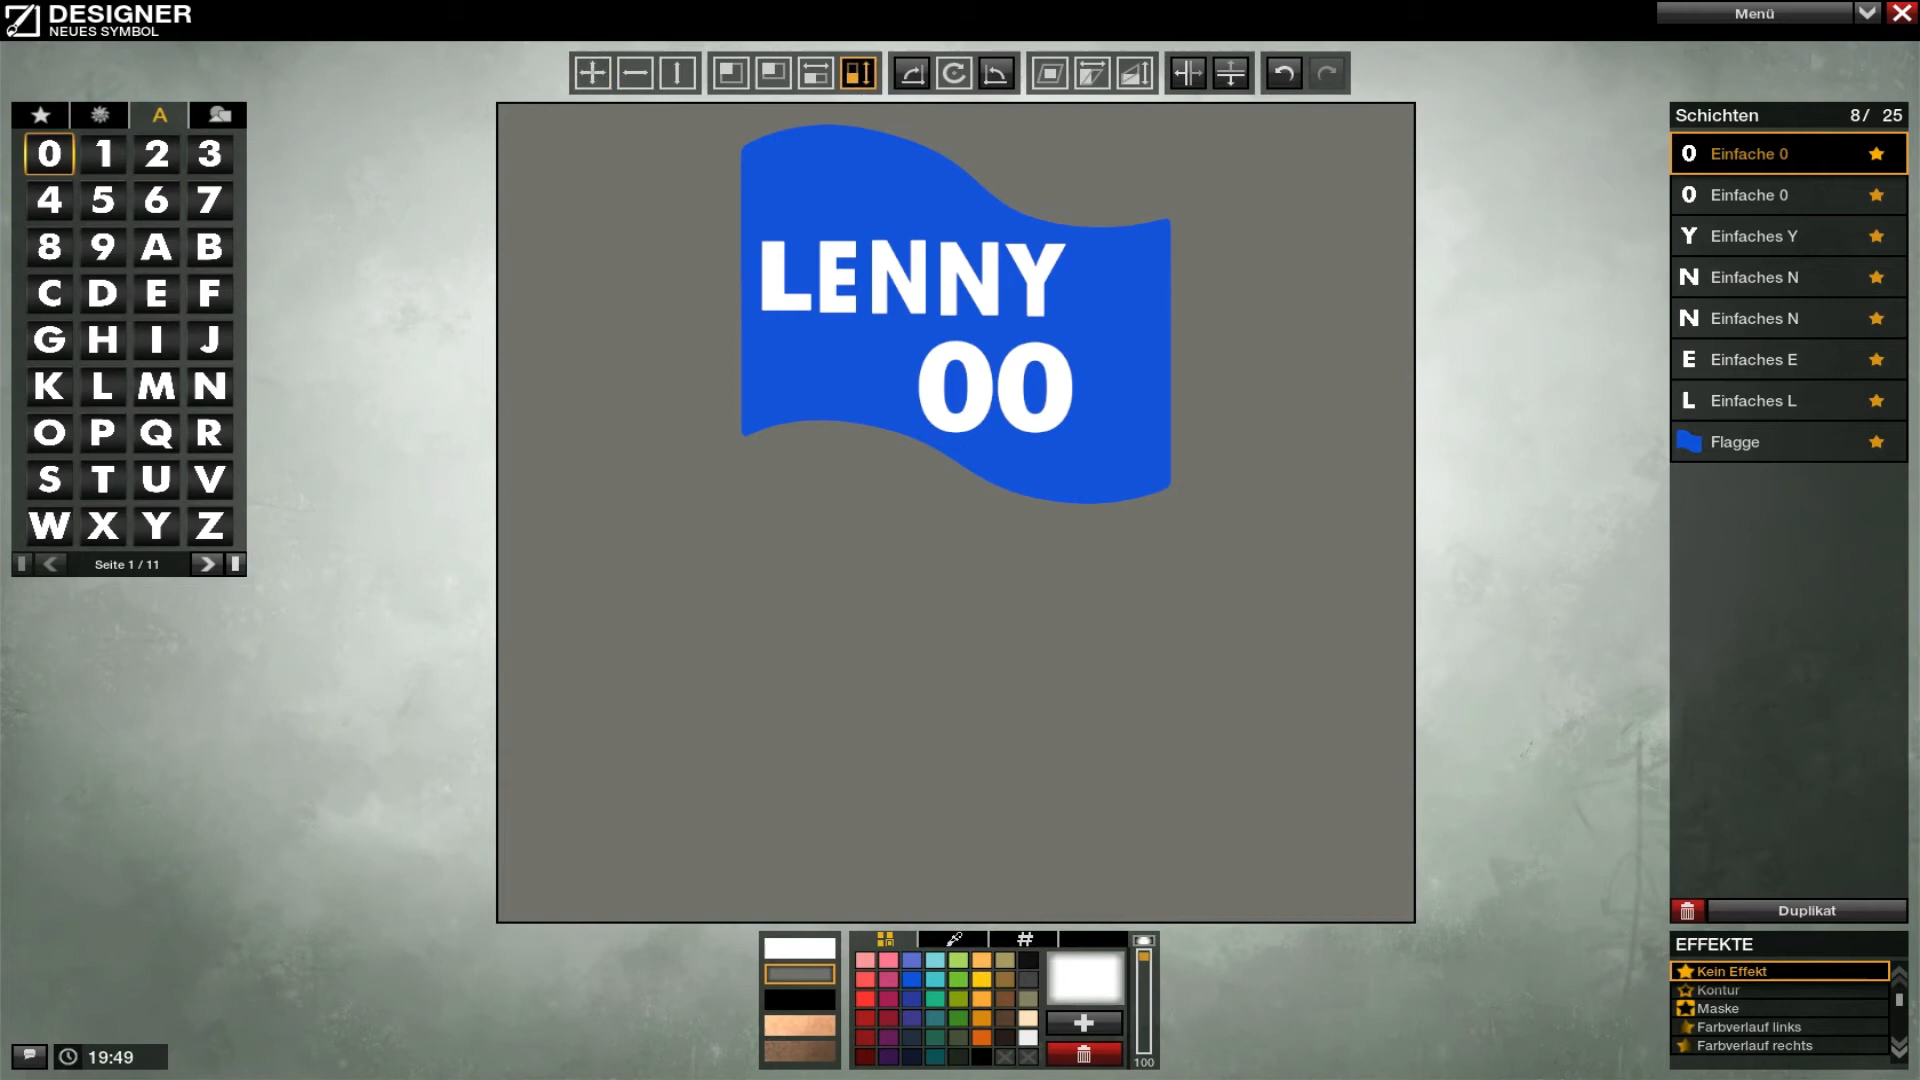 DESIGNER
NEUES SYMBOL
Menü
A
0 1 2 3
4 5 6 7
8 9 A B
C D E F
G H I J
K L M N
O P Q R
S T U V
W X Y Z
Seite 1 / 11
LENNY
00
Schichten 8/ 25
0 Einfache 0
0 Einfache 0
Y Einfaches Y
N Einfaches N
N Einfaches N
E Einfaches E
L Einfaches L
Flagge
Duplikat
EFFEKTE
Kein Effekt
Kontur
Maske
Farbverlauf links
Farbverlauf rechts
#
100
19:49